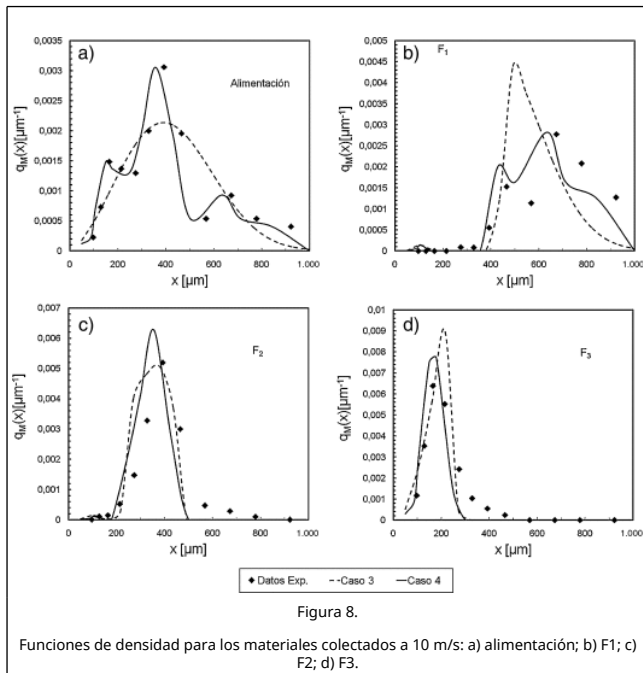 a)
Alimentación
0,0035
0,003
0,0025
0,002
0,0015
0,001
0,0005
0
qM(x)[µm-1]
0 200 400 600 800 1.000
x [µm]
b)
F1
0,005
0,0045
0,004
0,0035
0,003
0,0025
0,002
0,0015
0,001
0,0005
0
qM(x)[µm-1]
0 200 400 600 800 1.000
x [µm]
c)
F2
0,007
0,006
0,005
0,004
0,003
0,002
0,001
0
qM(x)[µm-1]
0 200 400 600 800 1.000
x [µm]
d)
F3
0,01
0,009
0,008
0,007
0,006
0,005
0,004
0,003
0,002
0,001
0
qM(x)[µm-1]
0 200 400 600 800 1.000
x [µm]
Datos Exp. Caso 3 Caso 4
Figura 8.
Funciones de densidad para los materiales colectados a 10 m/s: a) alimentación; b) F1; c)
F2; d) F3.